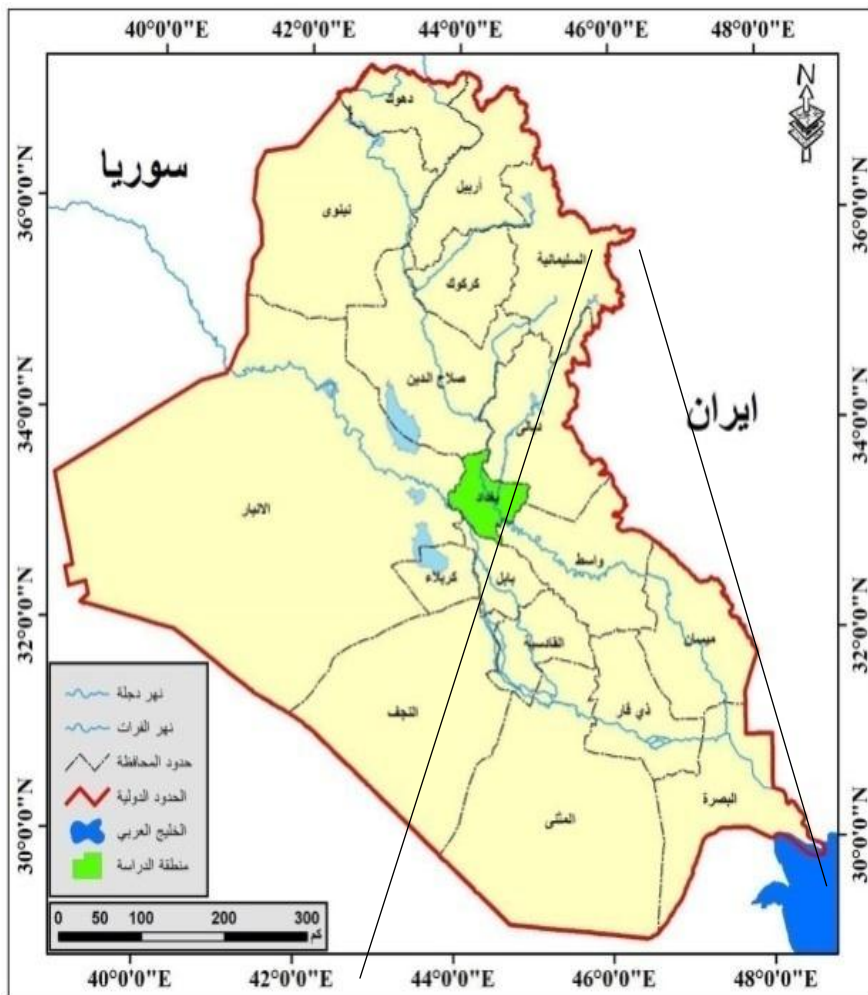 40°0'0"E 42°0'0"E 44°0'0"E 46°0'0"E 48°0'0"E
N
36°0'0"N
34°0'0"N
32°0'0"N
30°0'0"N
36°0'0"N
34°0'0"N
32°0'0"N
30°0'0"N
سوريا
ايران
دهوك
أربيل
نينوى
السليمانية
كركوك
صلاح الدين
ديالى
بغداد
الانبار
واسط
بابل
كربلاء
ميسان
القادسية
ذي قار
النجف
البصرة
المثنى
نهر دجلة
نهر الفرات
حدود المحافظة
الحدود الدولية
الخليج العربي
منطقة الدراسة
0 50 100 200 300
كم
40°0'0"E 42°0'0"E 44°0'0"E 46°0'0"E 48°0'0"E